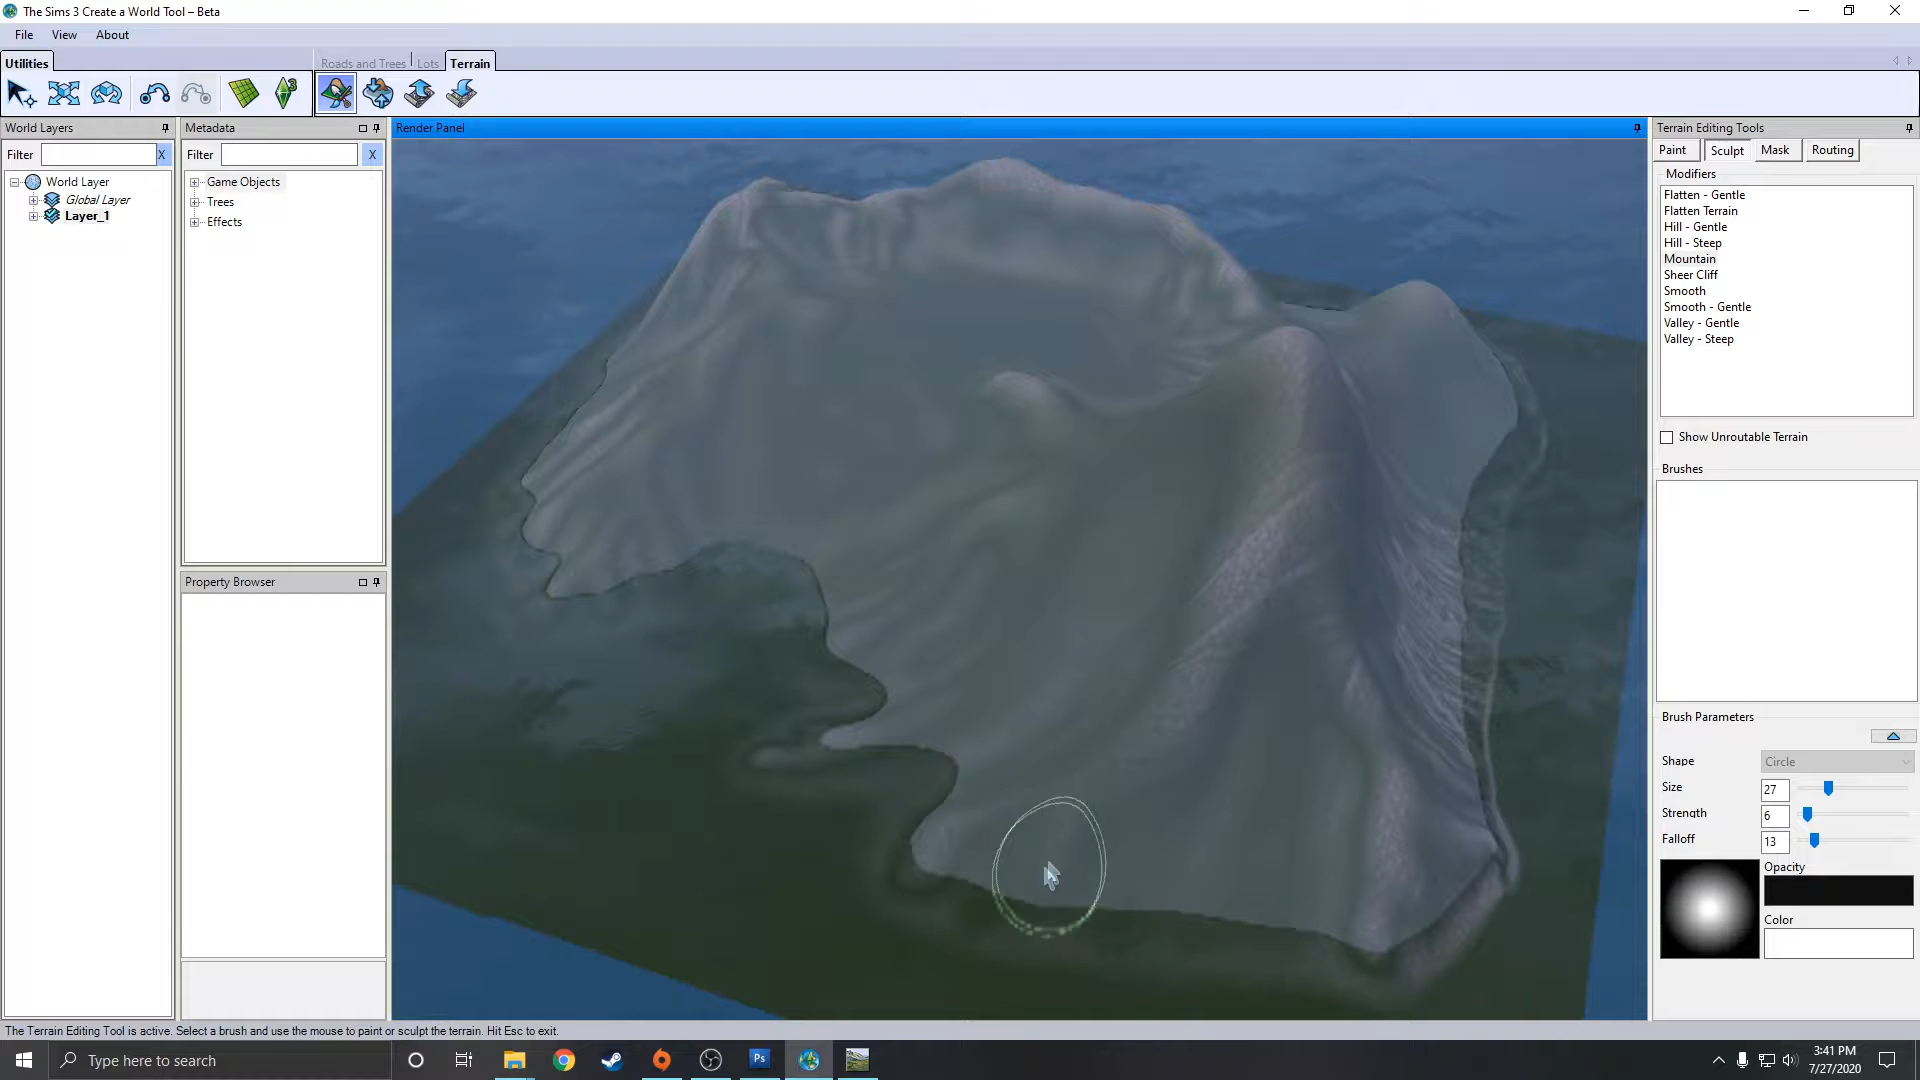 The Sims 3 Create a World Tool – Beta
File View About
Utilities Roads and Trees Lots Terrain
World Layers
Filter X
World Layer
Global Layer
Layer_1
Metadata
Filter X
Game Objects
Trees
Effects
Property Browser
Render Panel
Terrain Editing Tools
Paint Sculpt Mask Routing
Modifiers
Flatten - Gentle
Flatten Terrain
Hill - Gentle
Hill - Steep
Mountain
Sheer Cliff
Smooth
Smooth - Gentle
Valley - Gentle
Valley - Steep
Show Unroutable Terrain
Brushes
Brush Parameters
Shape Circle
Size 27
Strength 6
Falloff 13
Opacity
Color
The Terrain Editing Tool is active. Select a brush and use the mouse to paint or sculpt the terrain. Hit Esc to exit.
Type here to search
Ps
3:41 PM
7/27/2020